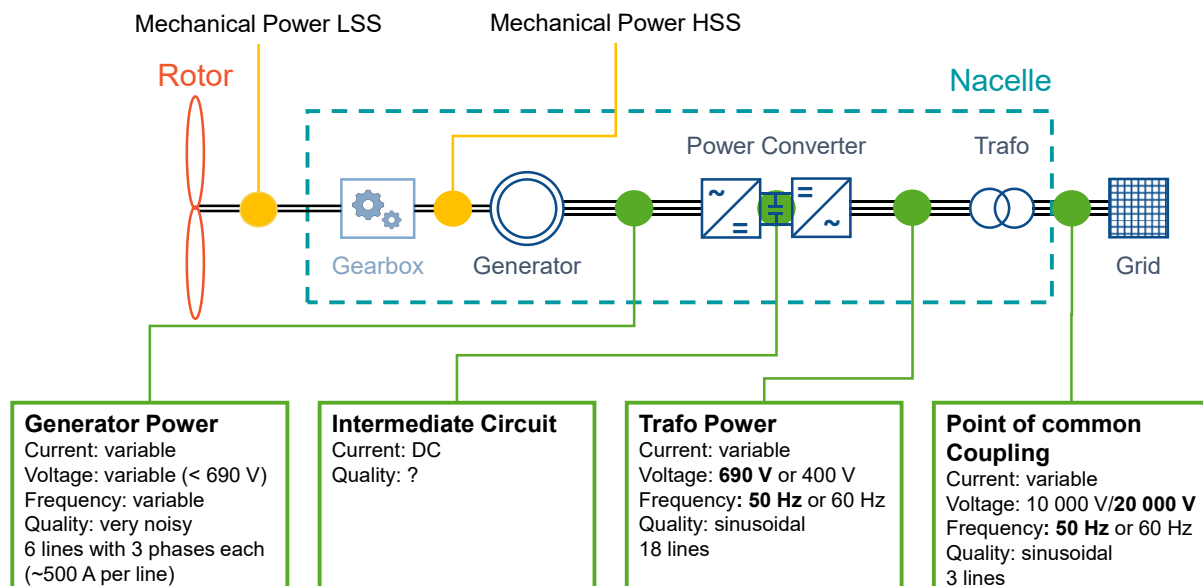 Mechanical Power LSS
Mechanical Power HSS
Rotor
Nacelle
Power Converter
Trafo
~
=
=
~
Gearbox
Generator
Grid
Generator Power
Current: variable
Voltage: variable (< 690 V)
Frequency: variable
Quality: very noisy
6 lines with 3 phases each
(~500 A per line)
Intermediate Circuit
Current: DC
Quality: ?
Trafo Power
Current: variable
Voltage: 690 V or 400 V
Frequency: 50 Hz or 60 Hz
Quality: sinusoidal
18 lines
Point of common
Coupling
Current: variable
Voltage: 10 000 V/20 000 V
Frequency: 50 Hz or 60 Hz
Quality: sinusoidal
3 lines